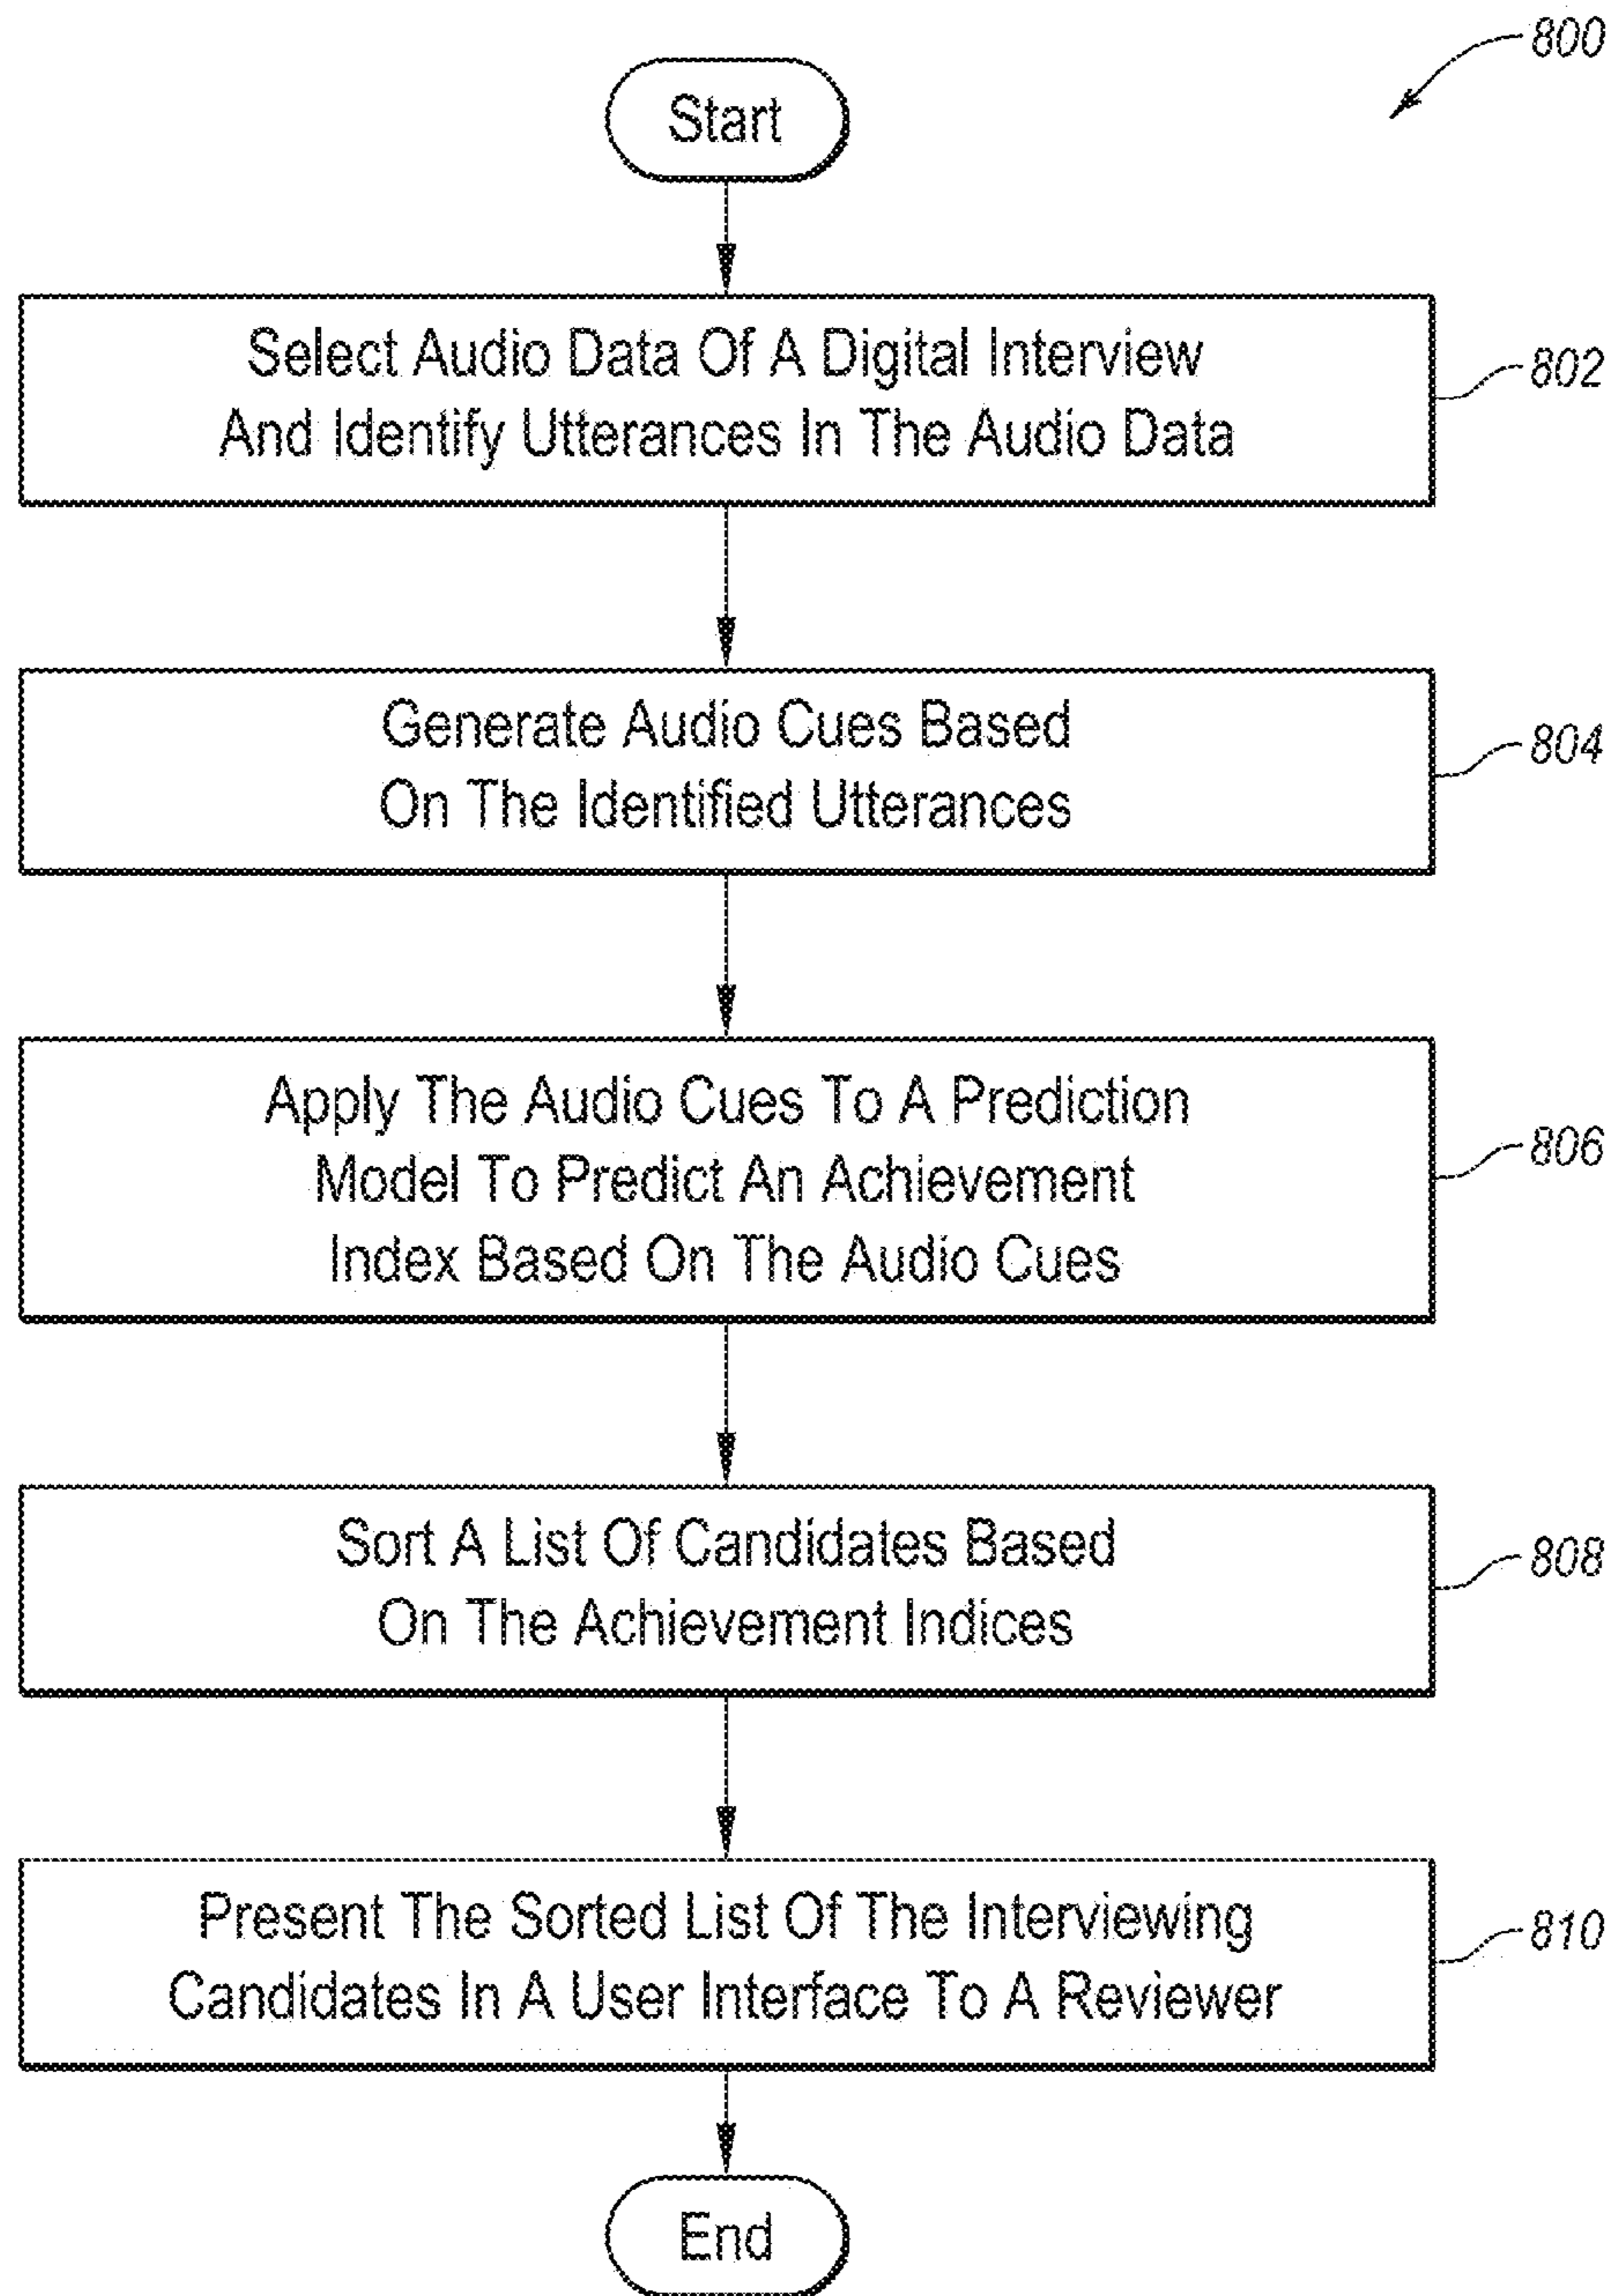 800
Start
Select Audio Data Of A Digital Interview
And Identify Utterances In The Audio Data
802
Generate Audio Cues Based
On The Identified Utterances
804
Apply The Audio Cues To A Prediction
Model To Predict An Achievement
Index Based On The Audio Cues
806
Sort A List Of Candidates Based
On The Achievement Indices
808
Present The Sorted List Of The Interviewing
Candidates In A User Interface To A Reviewer
810
End